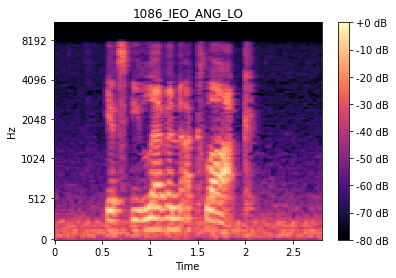 1086_IEO_ANG_LO
+0 dB
8192
-10 dB
4096
-20 dB
-30 dB
2048
-40 dB
Hz
1024
-50 dB
512
-60 dB
-70 dB
0
-80 dB
0 0.5 1 1.5 2 2.5
Time